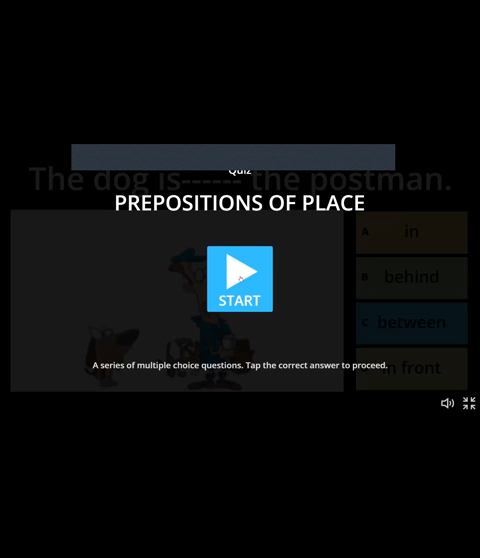 Quiz
The dog is------ the postman.
PREPOSITIONS OF PLACE
A in
B behind
START
C between
A series of multiple choice questions. Tap the correct answer to proceed.
in front